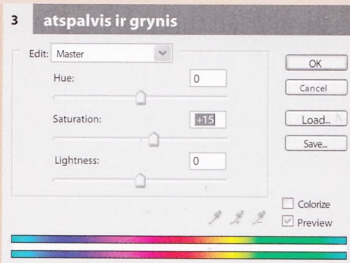 3 atspalvis ir grynis
Edit: Master
OK
Hue: 0
Cancel
Saturation: +15
Load...
Save...
Lightness: 0
Colorize
Preview